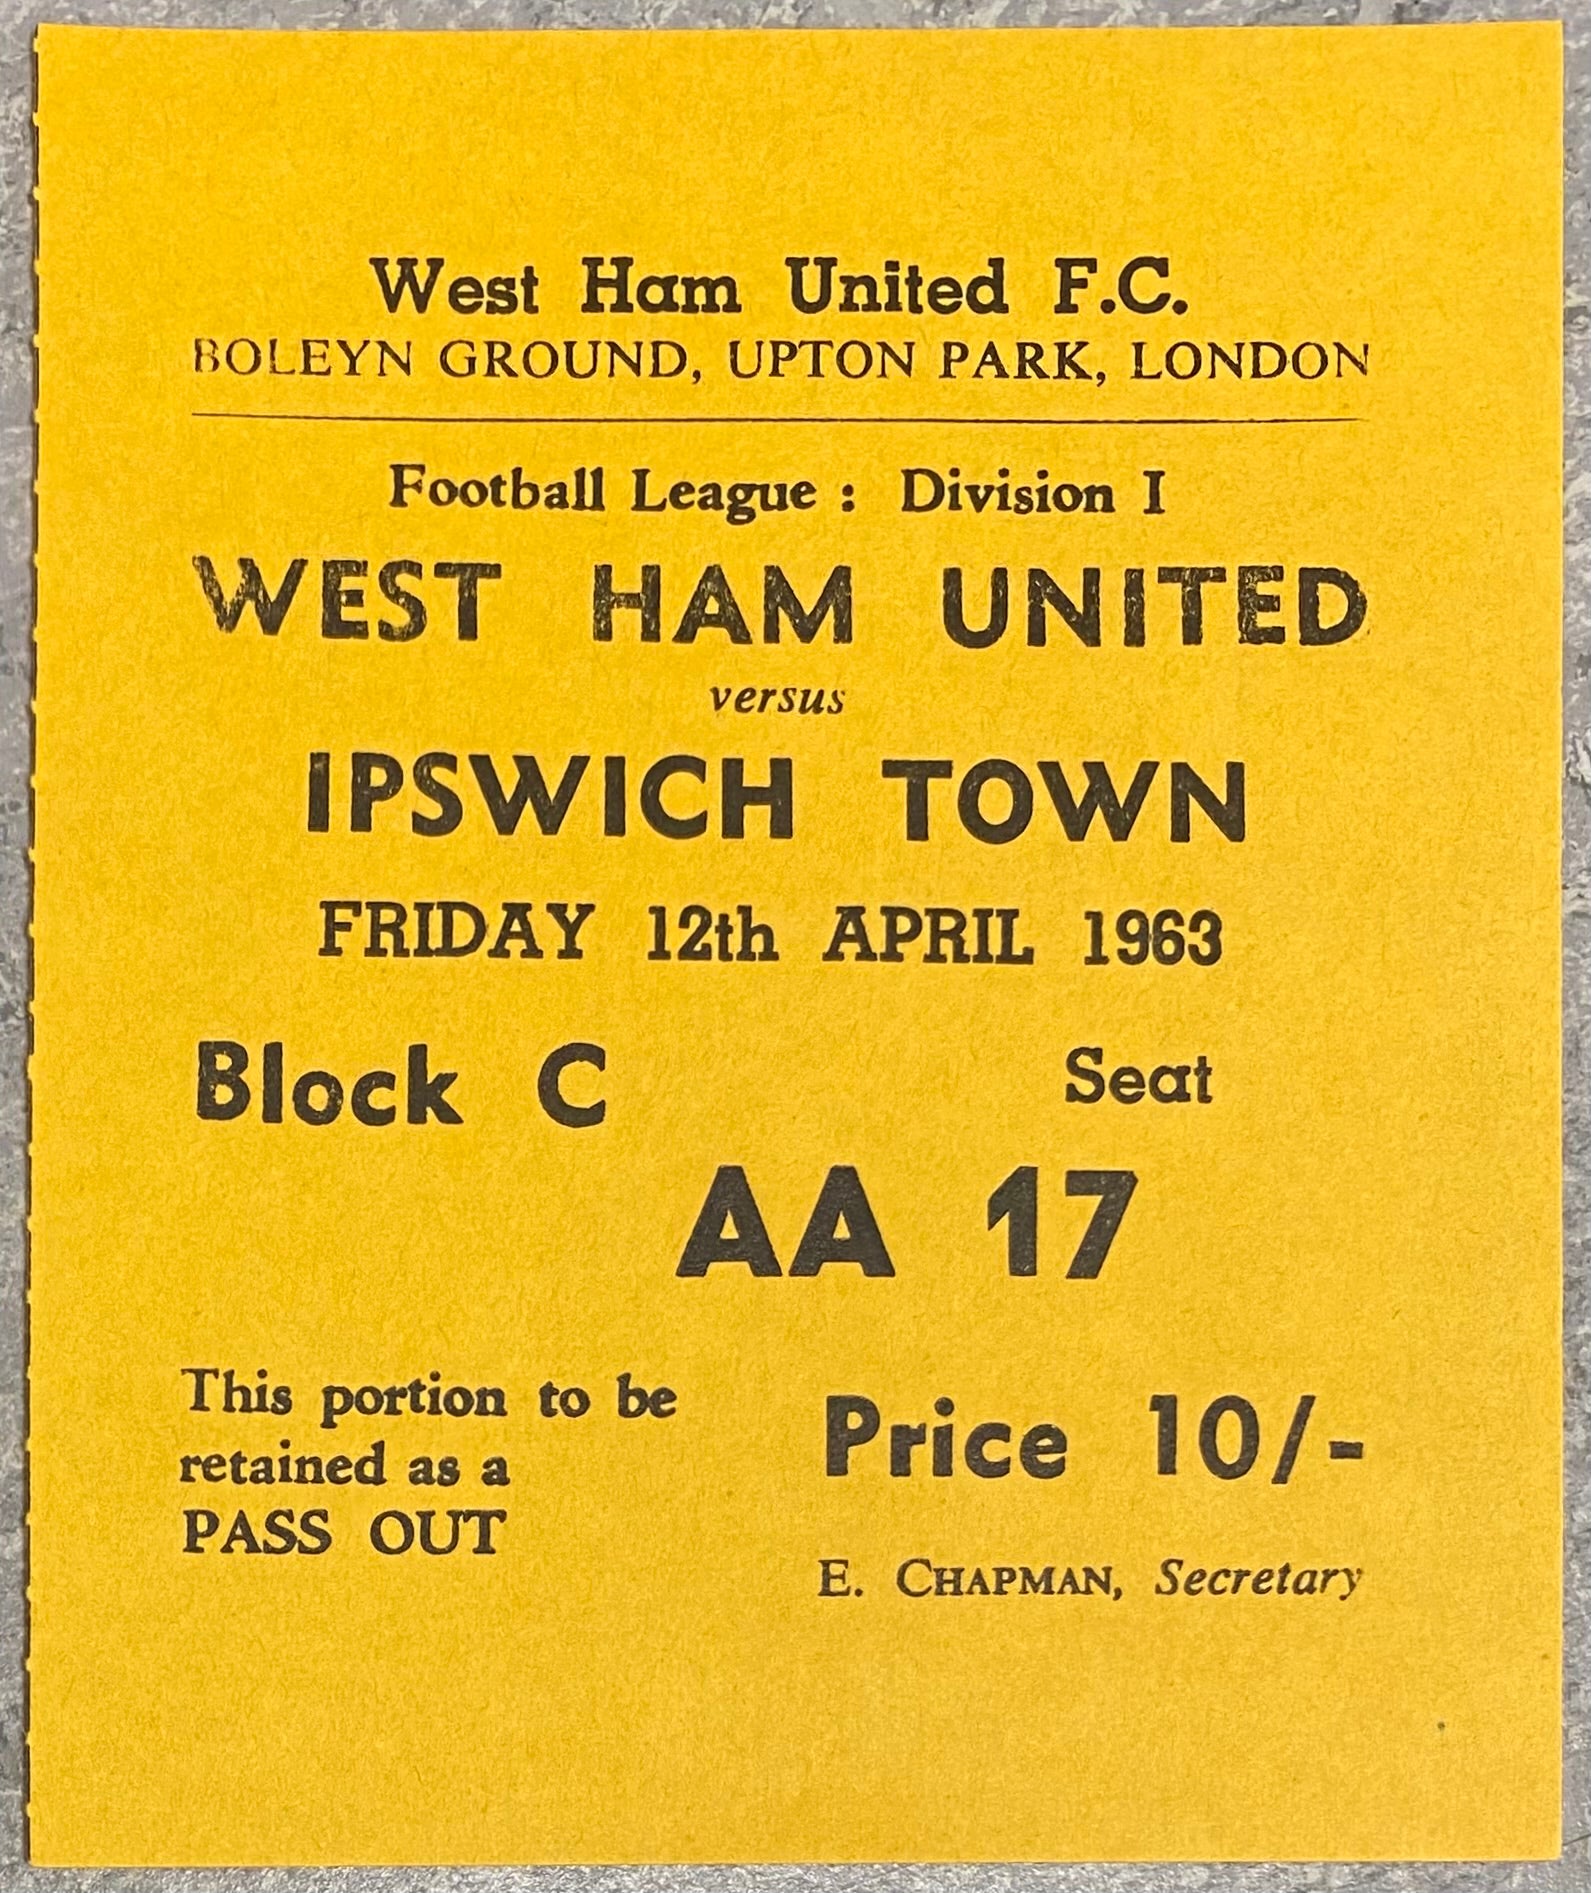 West Ham United F.C.
BOLEYN GROUND, UPTON PARK, LONDON
Football League : Division I
WEST HAM UNITED
versus
IPSWICH TOWN
FRIDAY 12th APRIL 1963
Block C Seat
AA 17
This portion to be
retained as a
PASS OUT
Price 10/-
E. CHAPMAN, Secretary